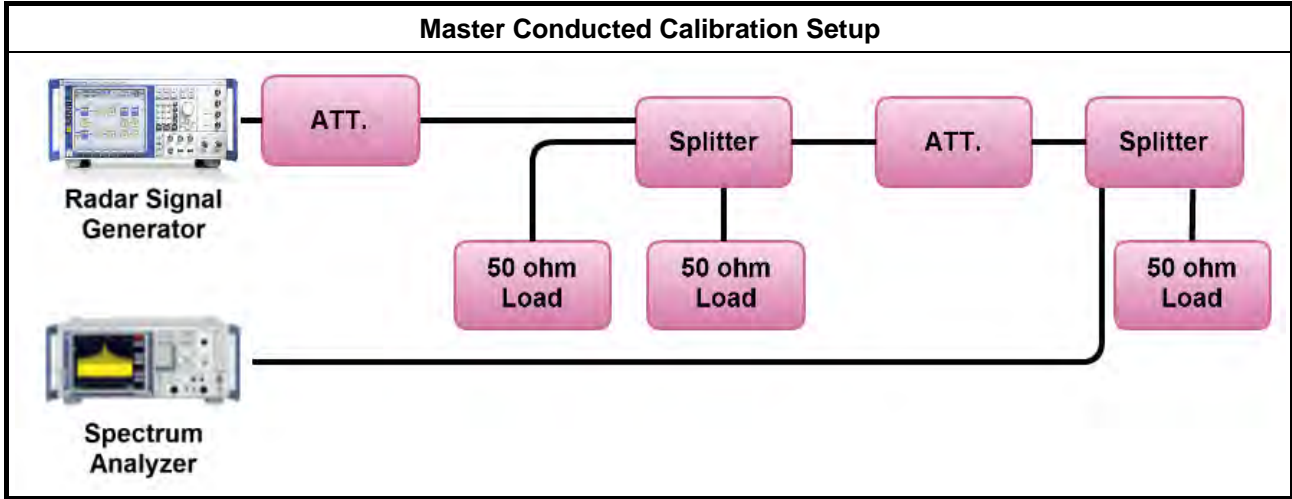 Master Conducted Calibration Setup
ATT.
Splitter
ATT.
Splitter
Radar Signal
Generator
50 ohm
Load
50 ohm
Load
50 ohm
Load
Spectrum
Analyzer